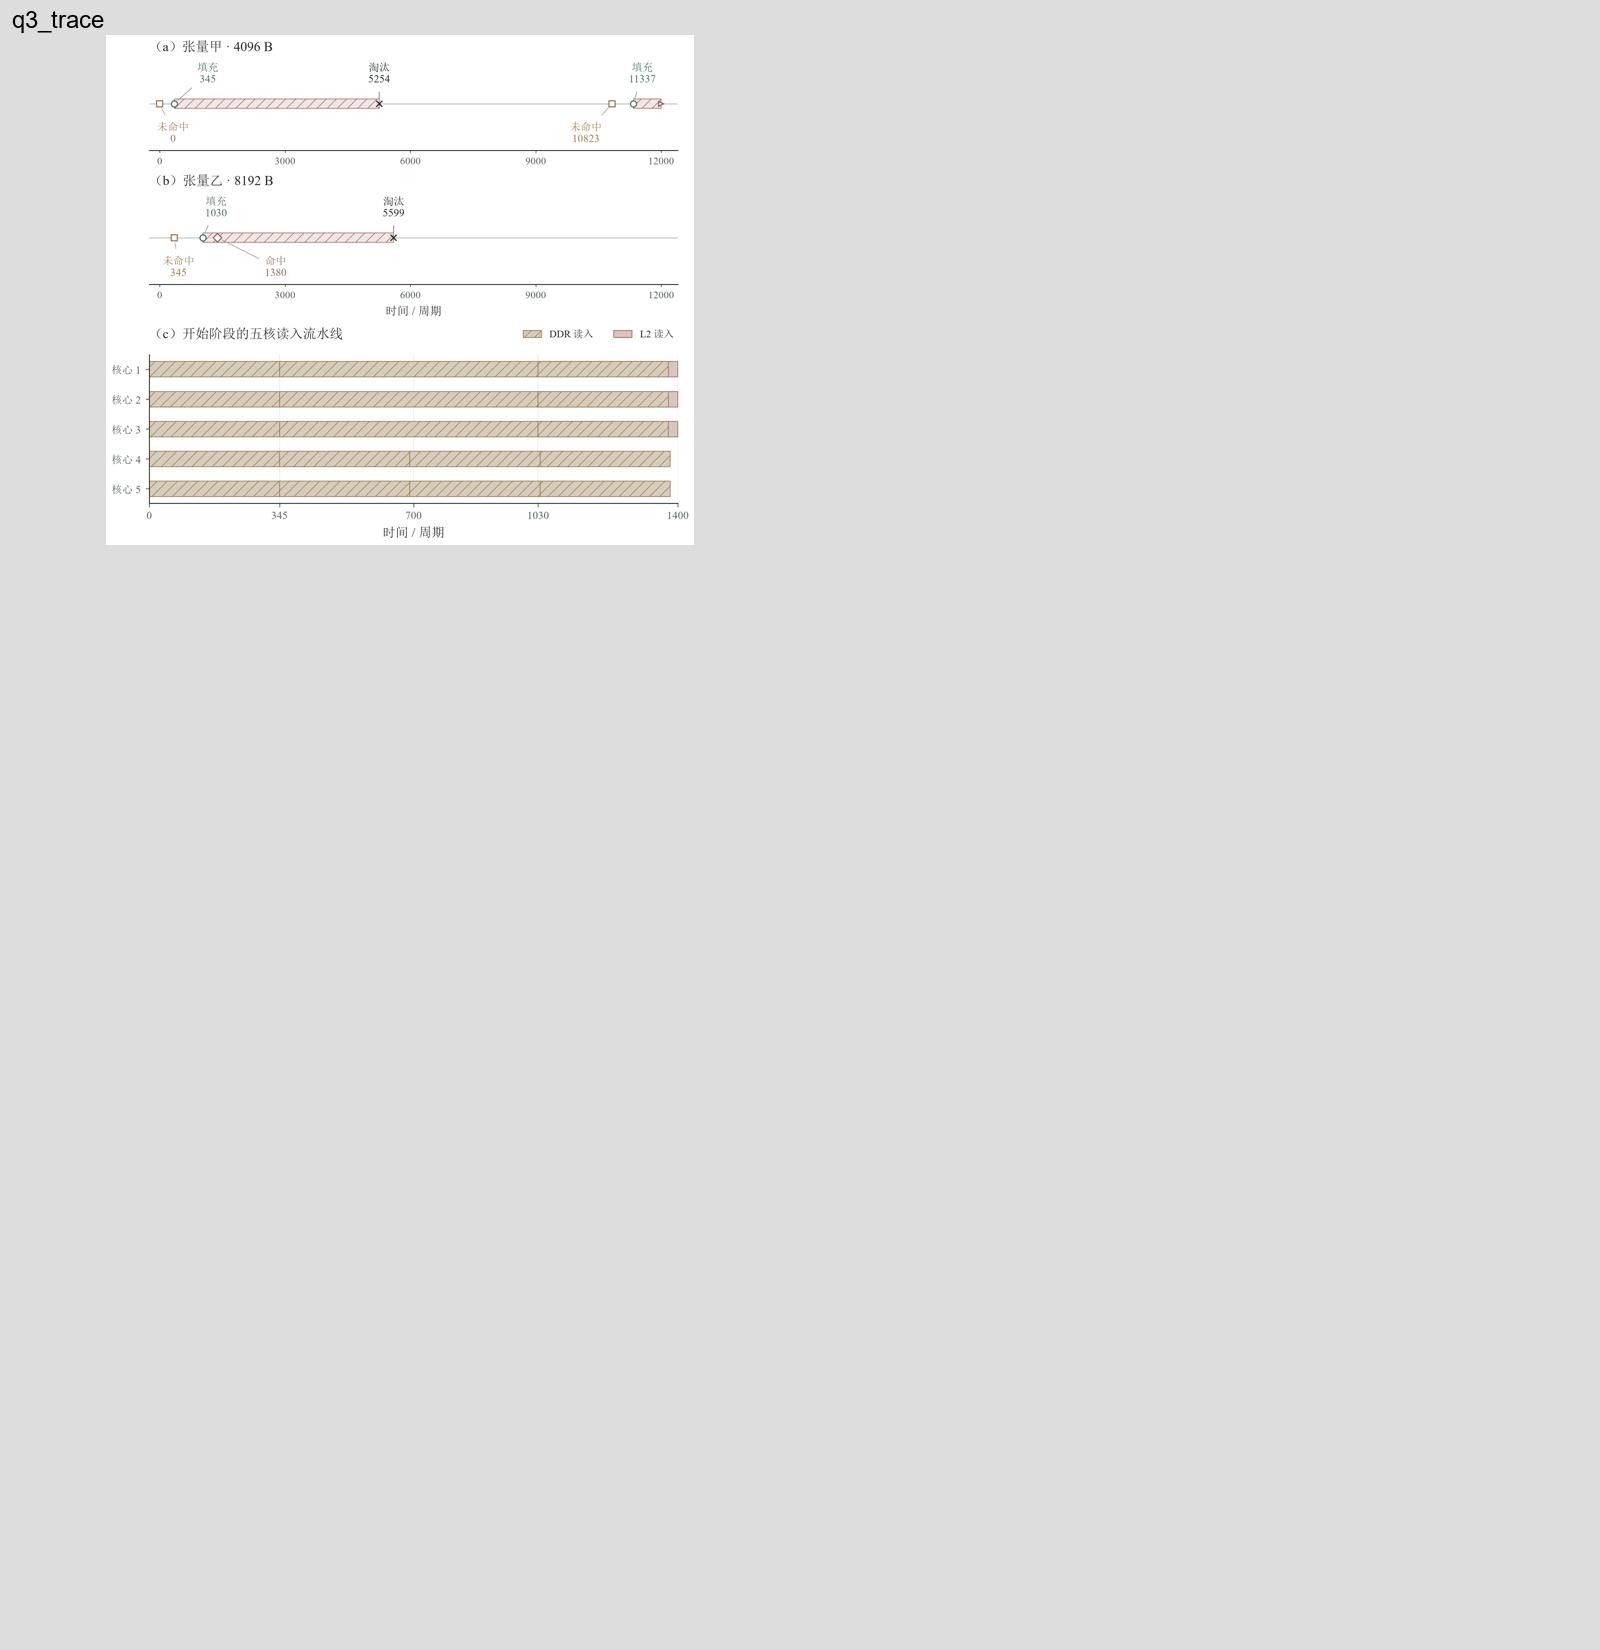 q3_trace
（a）张量甲 · 4096 B
填充 淘汰 填充
345 5254 11337
未命中 未命中
0 10823
0 3000 6000 9000 12000
（b）张量乙 · 8192 B
填充 淘汰
1030 5599
未命中 命中
345 1380
0 3000 6000 9000 12000
时间 / 周期
（c）开始阶段的五核读入流水线 DDR 读入 L2 读入
核心 1
核心 2
核心 3
核心 4
核心 5
0 345 700 1030 1400
时间 / 周期